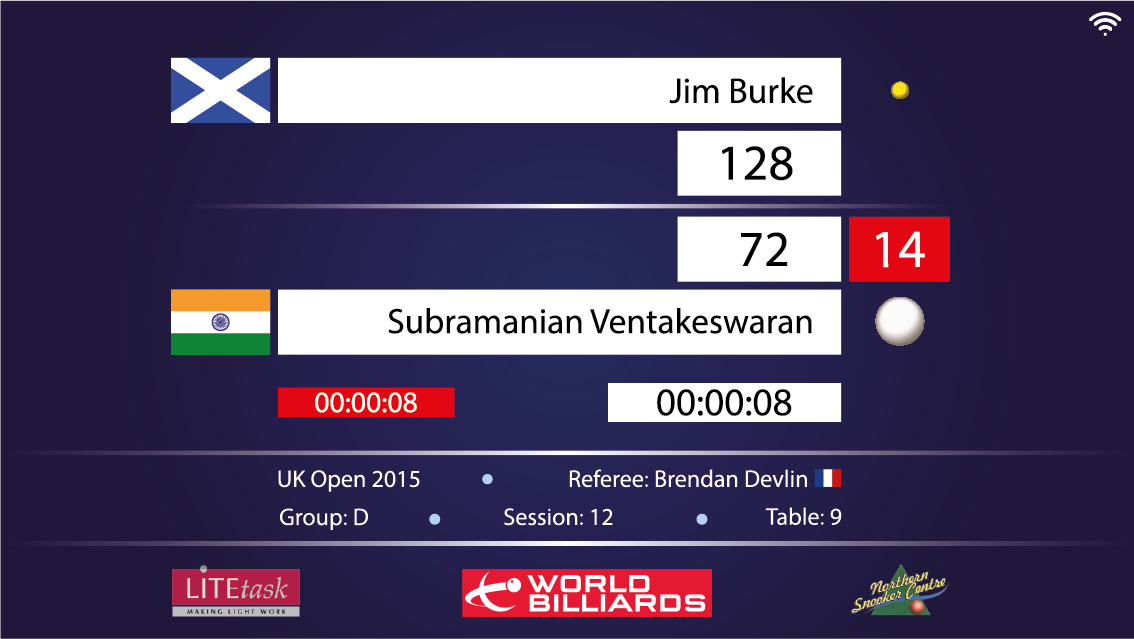 Jim Burke
128
72 14
Subramanian Ventakeswaran
00:00:08 00:00:08
UK Open 2015 • Referee: Brendan Devlin
Group: D • Session: 12 • Table: 9
LITEtask
MAKING LIGHT WORK
WORLD
BILLIARDS
Northern
Snooker Centre